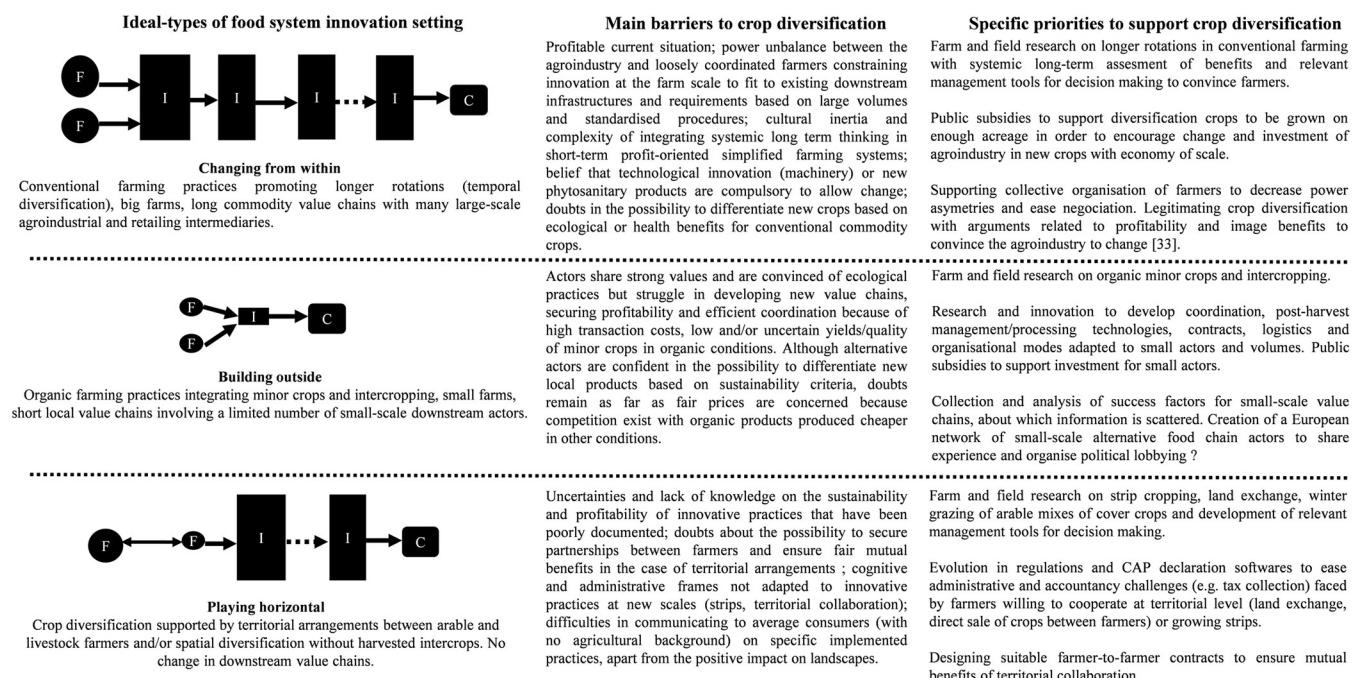 Ideal-types of food system innovation setting
Main barriers to crop diversification
Specific priorities to support crop diversification
F
F
I
I
I
I
C
Changing from within
Conventional farming practices promoting longer rotations (temporal
diversification), big farms, long commodity value chains with many large-scale
agroindustrial and retailing intermediaries.
Profitable current situation; power unbalance between the
agroindustry and loosely coordinated farmers constraining
innovation at the farm scale to fit to existing downstream
infrastructures and requirements based on large volumes
and standardised procedures; cultural inertia and
complexity of integrating systemic long term thinking in
short-term profit-oriented simplified farming systems;
belief that technological innovation (machinery) or new
phytosanitary products are compulsory to allow change;
doubts in the possibility to differentiate new crops based on
ecological or health benefits for conventional commodity
crops.
Farm and field research on longer rotations in conventional farming
with systemic long-term assesment of benefits and relevant
management tools for decision making to convince farmers.
Public subsidies to support diversification crops to be grown on
enough acreage in order to encourage change and investment of
agroindustry in new crops with economy of scale.
Supporting collective organisation of farmers to decrease power
asymetries and ease negociation. Legitimating crop diversification
with arguments related to profitability and image benefits to
convince the agroindustry to change [33].
F
F
I
C
Building outside
Organic farming practices integrating minor crops and intercropping, small farms,
short local value chains involving a limited number of small-scale downstream actors.
Actors share strong values and are convinced of ecological
practices but struggle in developing new value chains,
securing profitability and efficient coordination because of
high transaction costs, low and/or uncertain yields/quality
of minor crops in organic conditions. Although alternative
actors are confident in the possibility to differentiate new
local products based on sustainability criteria, doubts
remain as far as fair prices are concerned because
competition exist with organic products produced cheaper
in other conditions.
Farm and field research on organic minor crops and intercropping.
Research and innovation to develop coordination, post-harvest
management/processing technologies, contracts, logistics and
organisational modes adapted to small actors and volumes. Public
subsidies to support investment for small actors.
Collection and analysis of success factors for small-scale value
chains, about which information is scattered. Creation of a European
network of small-scale alternative food chain actors to share
experience and organise political lobbying ?
F
F
I
I
C
Playing horizontal
Crop diversification supported by territorial arrangements between arable and
livestock farmers and/or spatial diversification without harvested intercrops. No
change in downstream value chains.
Uncertainties and lack of knowledge on the sustainability
and profitability of innovative practices that have been
poorly documented; doubts about the possibility to secure
partnerships between farmers and ensure fair mutual
benefits in the case of territorial arrangements ; cognitive
and administrative frames not adapted to innovative
practices at new scales (strips, territorial collaboration);
difficulties in communicating to average consumers (with
no agricultural background) on specific implemented
practices, apart from the positive impact on landscapes.
Farm and field research on strip cropping, land exchange, winter
grazing of arable mixes of cover crops and development of relevant
management tools for decision making.
Evolution in regulations and CAP declaration softwares to ease
administrative and accountancy challenges (e.g. tax collection) faced
by farmers willing to cooperate at territorial level (land exchange,
direct sale of crops between farmers) or growing strips.
Designing suitable farmer-to-farmer contracts to ensure mutual
benefits of territorial collaboration.